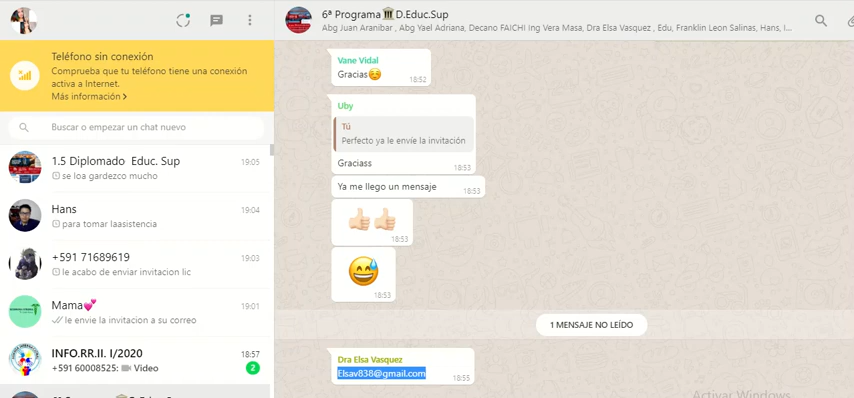 Teléfono sin conexión
Comprueba que tu teléfono tiene una conexión
activa a Internet.
Más información
Buscar o empezar un chat nuevo
1.5 Diplomado Educ. Sup
19:05
se loa gardezco mucho
Hans
19:04
para tomar laasistencia
+591 71689619
19:03
le acabo de enviar invitacion lic
Mama
19:01
le envie la invitacion a su correo
INFO.RR.II. I/2020
18:57
+591 60008525: Video
2
6ª Programa D.Educ.Sup
Abg Juan Aranibar , Abg Yael Adriana, Decano FAICHI Ing Vera Masa, Dra Elsa Vasquez , Edu, Franklin Leon Salinas, Hans, I...
Vane Vidal
Gracias
18:52
Uby
Tú
Perfecto ya le envíe la invitación
Graciass
18:53
Ya me llego un mensaje
18:53
18:53
18:53
1 MENSAJE NO LEÍDO
Dra Elsa Vasquez
Elsav838@gmail.com
18:55
Activar Windows